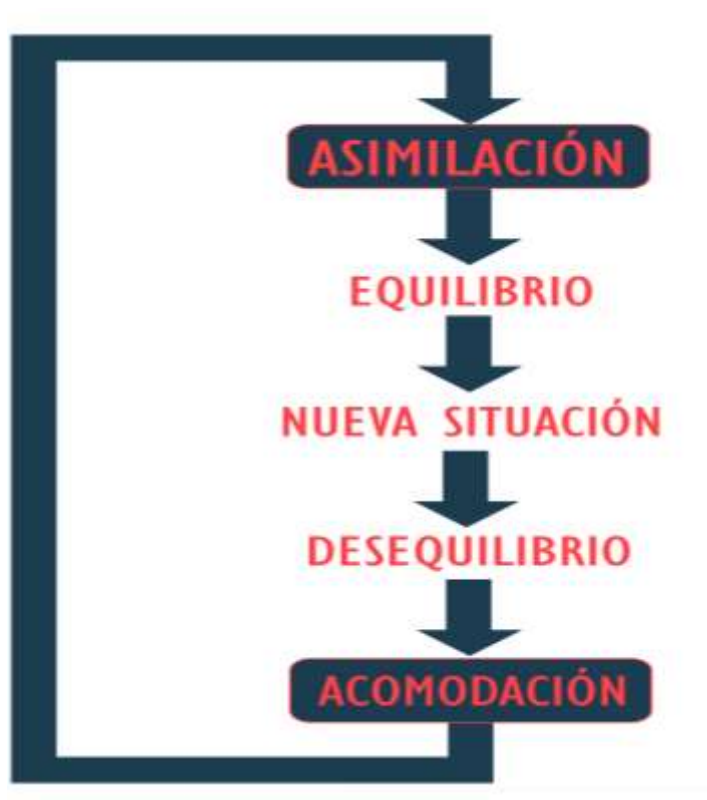 ASIMILACIÓN
EQUILIBRIO
NUEVA SITUACIÓN
DESEQUILIBRIO
ACOMODACIÓN